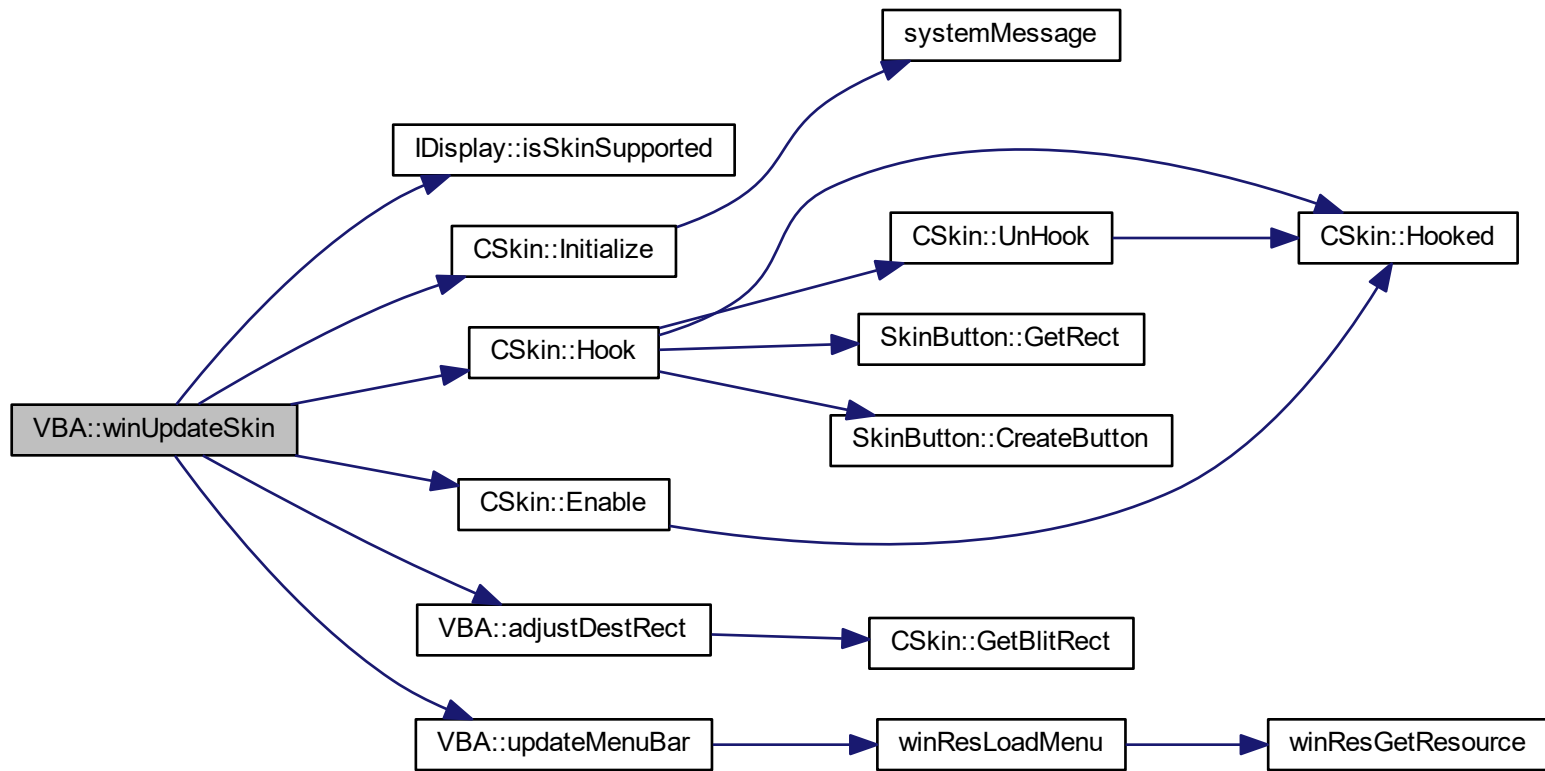 systemMessage
IDisplay::isSkinSupported
CSkin::Initialize
CSkin::UnHook
CSkin::Hooked
CSkin::Hook
SkinButton::GetRect
VBA::winUpdateSkin
SkinButton::CreateButton
CSkin::Enable
VBA::adjustDestRect
CSkin::GetBlitRect
VBA::updateMenuBar
winResLoadMenu
winResGetResource